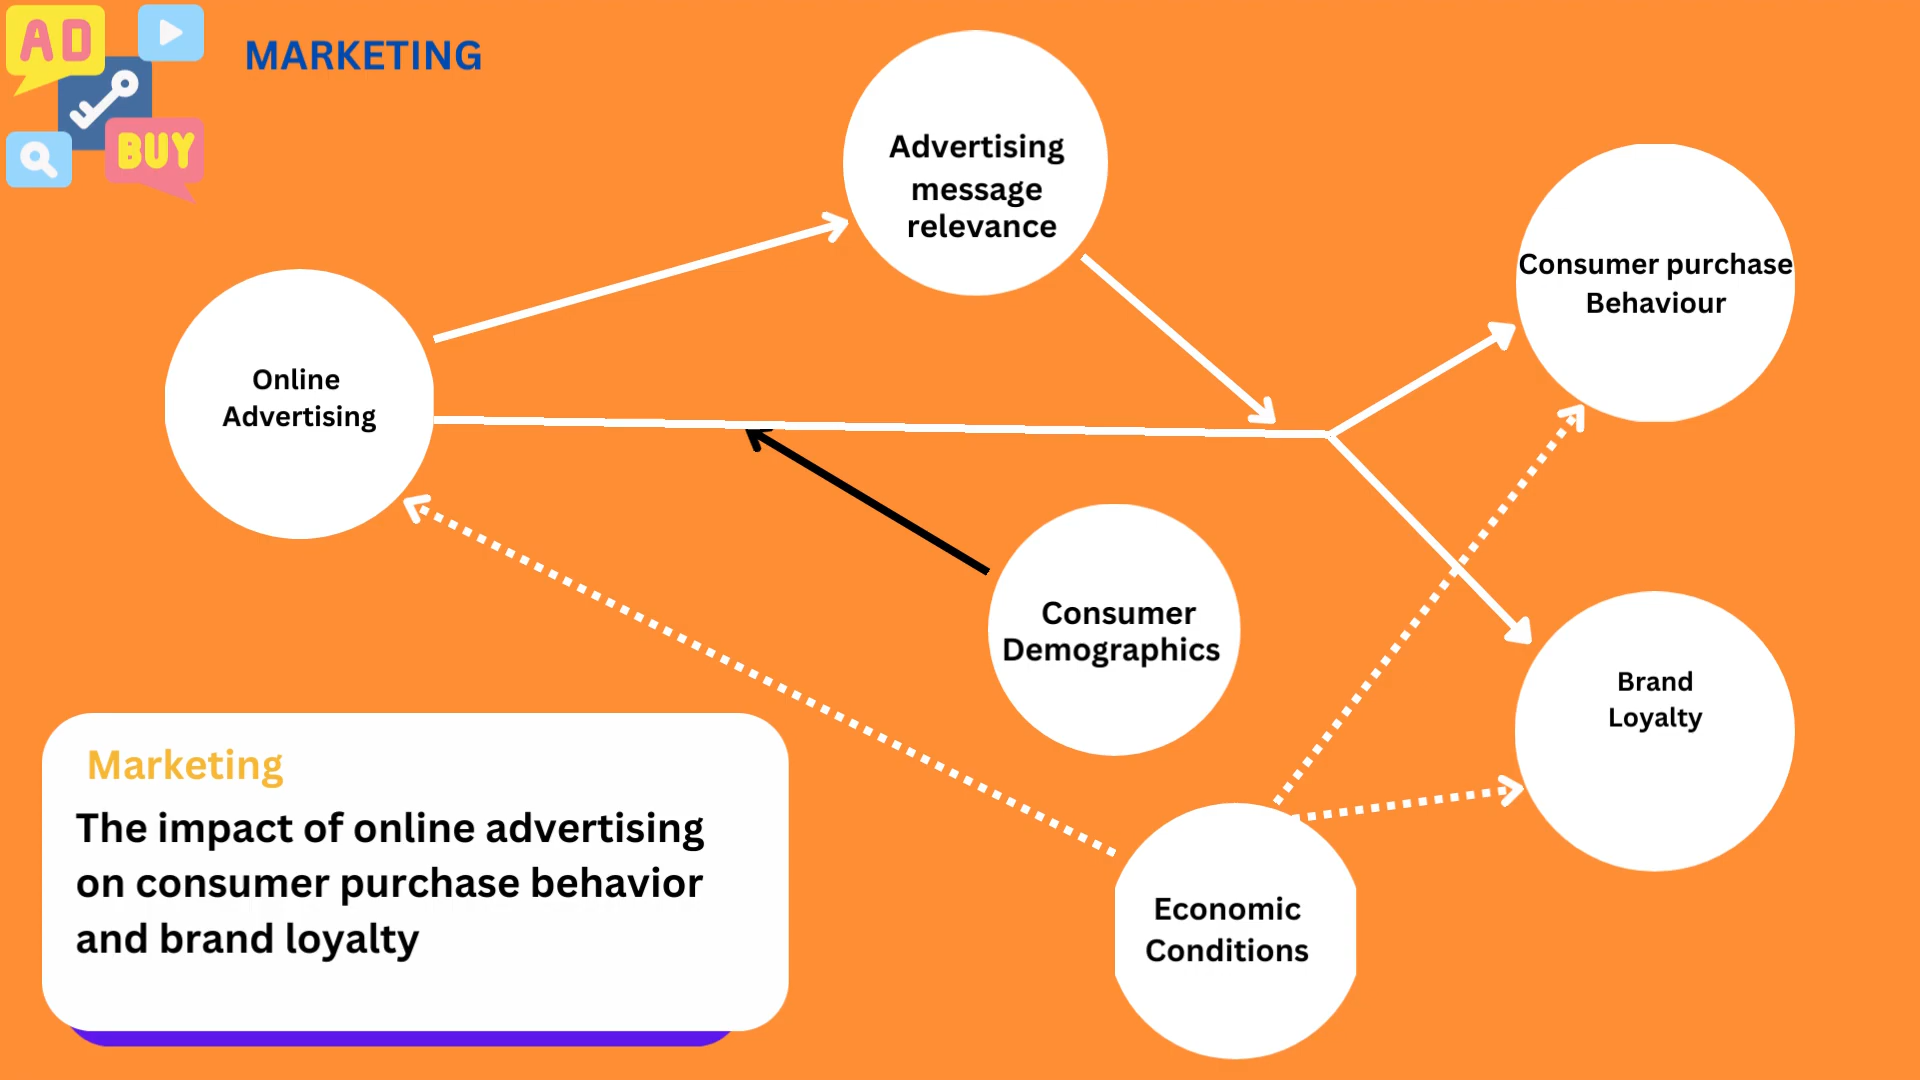 AD
BUY
MARKETING
Advertising
message
relevance
Consumer purchase
Behaviour
Online
Advertising
Consumer
Demographics
Brand
Loyalty
Economic
Conditions
Marketing
The impact of online advertising
on consumer purchase behavior
and brand loyalty